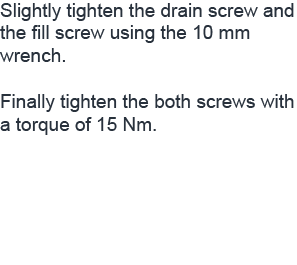 Slightly tighten the drain screw and
the fill screw using the 10 mm
wrench.

Finally tighten the both screws with
a torque of 15 Nm.